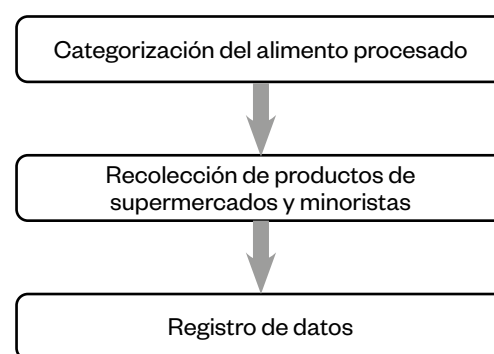 Categorización del alimento procesado
Recolección de productos de
supermercados y minoristas
Registro de datos